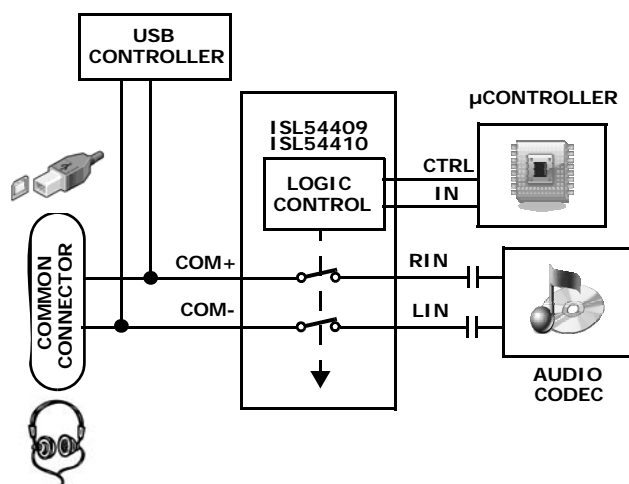 USB
CONTROLLER
ISL54409
ISL54410
LOGIC
CONTROL
µCONTROLLER
CTRL
IN
COMMON
CONNECTOR
COM+
COM-
RIN
LIN
AUDIO
CODEC